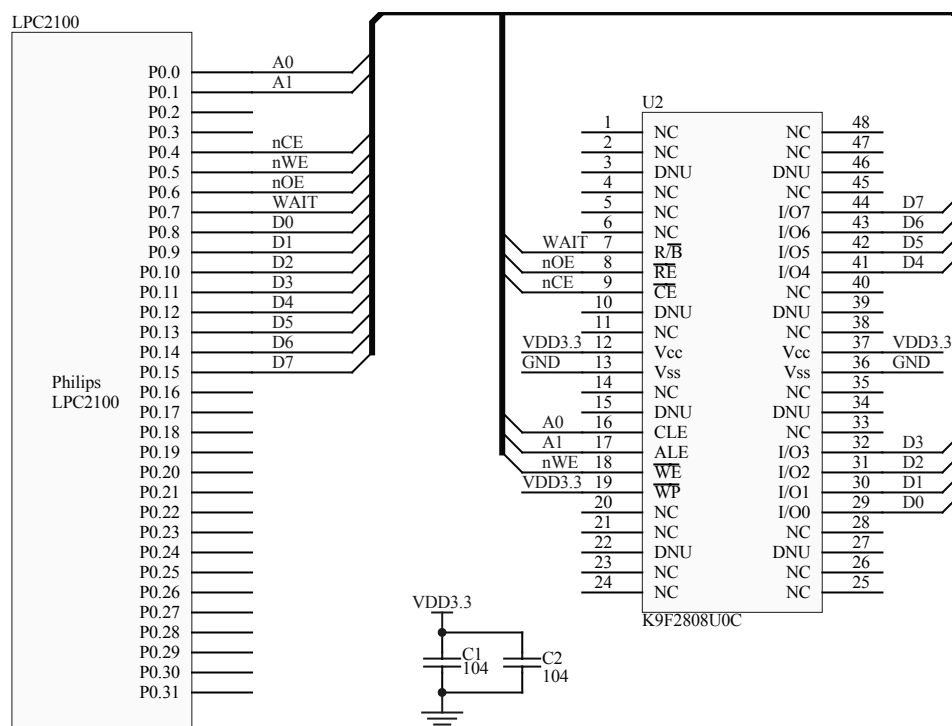 LPC2100
P0.0 A0
P0.1 A1
P0.2
P0.3
P0.4 nCE
P0.5 nWE
P0.6 nOE
P0.7 WAIT
P0.8 D0
P0.9 D1
P0.10 D2
P0.11 D3
P0.12 D4
P0.13 D5
P0.14 D6
P0.15 D7
P0.16
P0.17
P0.18
P0.19
P0.20
P0.21
P0.22
P0.23
P0.24
P0.25
P0.26
P0.27
P0.28
P0.29
P0.30
P0.31
Philips
LPC2100
U2
1 NC NC 48
2 NC NC 47
3 DNU DNU 46
4 NC NC 45
5 NC I/O7 44 D7
6 NC I/O6 43 D6
WAIT 7 R/B I/O5 42 D5
nOE 8 RE I/O4 41 D4
nCE 9 CE NC 40
10 DNU DNU 39
11 NC NC 38
VDD3.3 12 Vcc Vcc 37 VDD3.3
GND 13 Vss Vss 36 GND
14 NC NC 35
15 DNU DNU 34
A0 16 CLE NC 33
A1 17 ALE I/O3 32 D3
nWE 18 WE I/O2 31 D2
VDD3.3 19 WP I/O1 30 D1
20 NC I/O0 29 D0
21 NC NC 28
22 DNU DNU 27
23 NC NC 26
24 NC NC 25
K9F2808U0C
VDD3.3
C1
104
C2
104